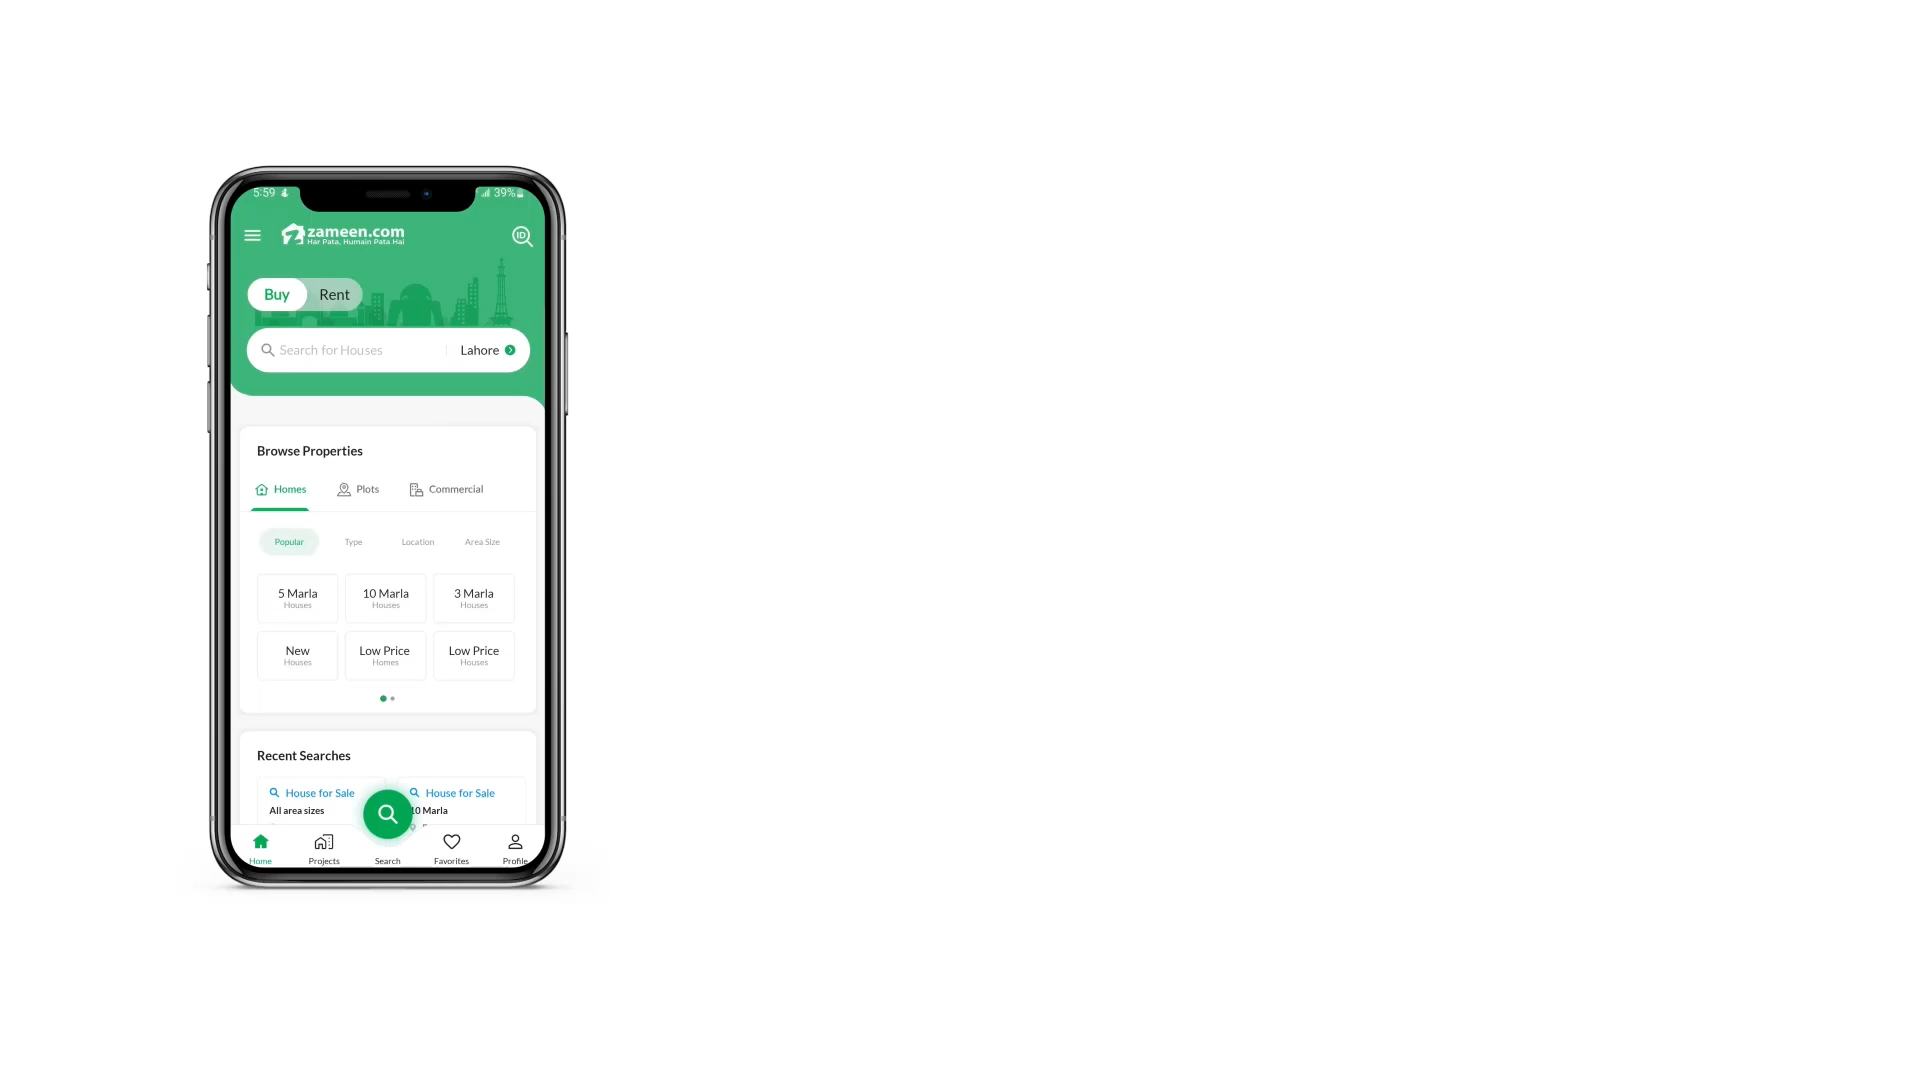 5:59
39%
zameen.com
Har Pata, Humain Pata Hai
ID
Buy Rent
Search for Houses Lahore
Browse Properties
Homes Plots Commercial
Popular Type Location Area Size
5 Marla 10 Marla 3 Marla
Houses Houses Houses
New Low Price Low Price
Houses Homes Houses
Recent Searches
House for Sale House for Sale
All area sizes 10 Marla
Home Projects Search Favorites Profile